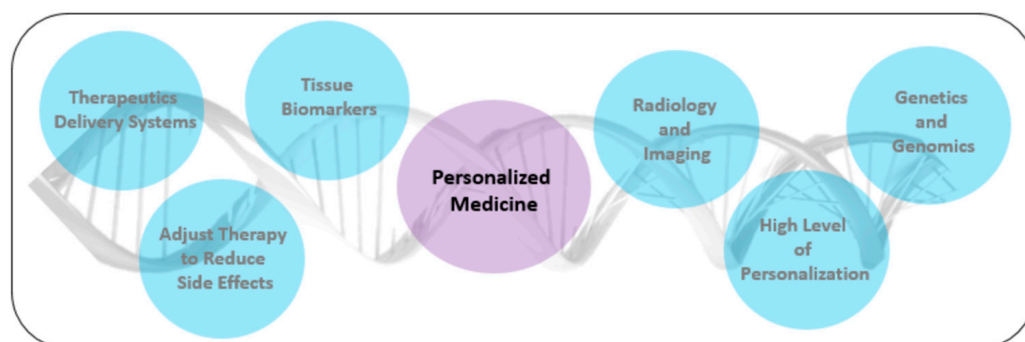 Therapeutics
Delivery Systems
Tissue
Biomarkers
Adjust Therapy
to Reduce
Side Effects
Personalized
Medicine
Radiology
and
Imaging
High Level
of
Personalization
Genetics
and
Genomics